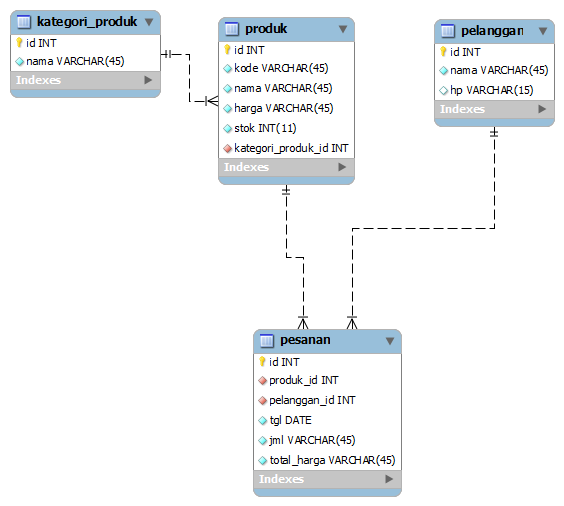 kategori_produk
id INT
nama VARCHAR(45)
Indexes
produk
id INT
kode VARCHAR(45)
nama VARCHAR(45)
harga VARCHAR(45)
stok INT(11)
kategori_produk_id INT
Indexes
pelanggan
id INT
nama VARCHAR(45)
hp VARCHAR(15)
Indexes
pesanan
id INT
produk_id INT
pelanggan_id INT
tgl DATE
jml VARCHAR(45)
total_harga VARCHAR(45)
Indexes